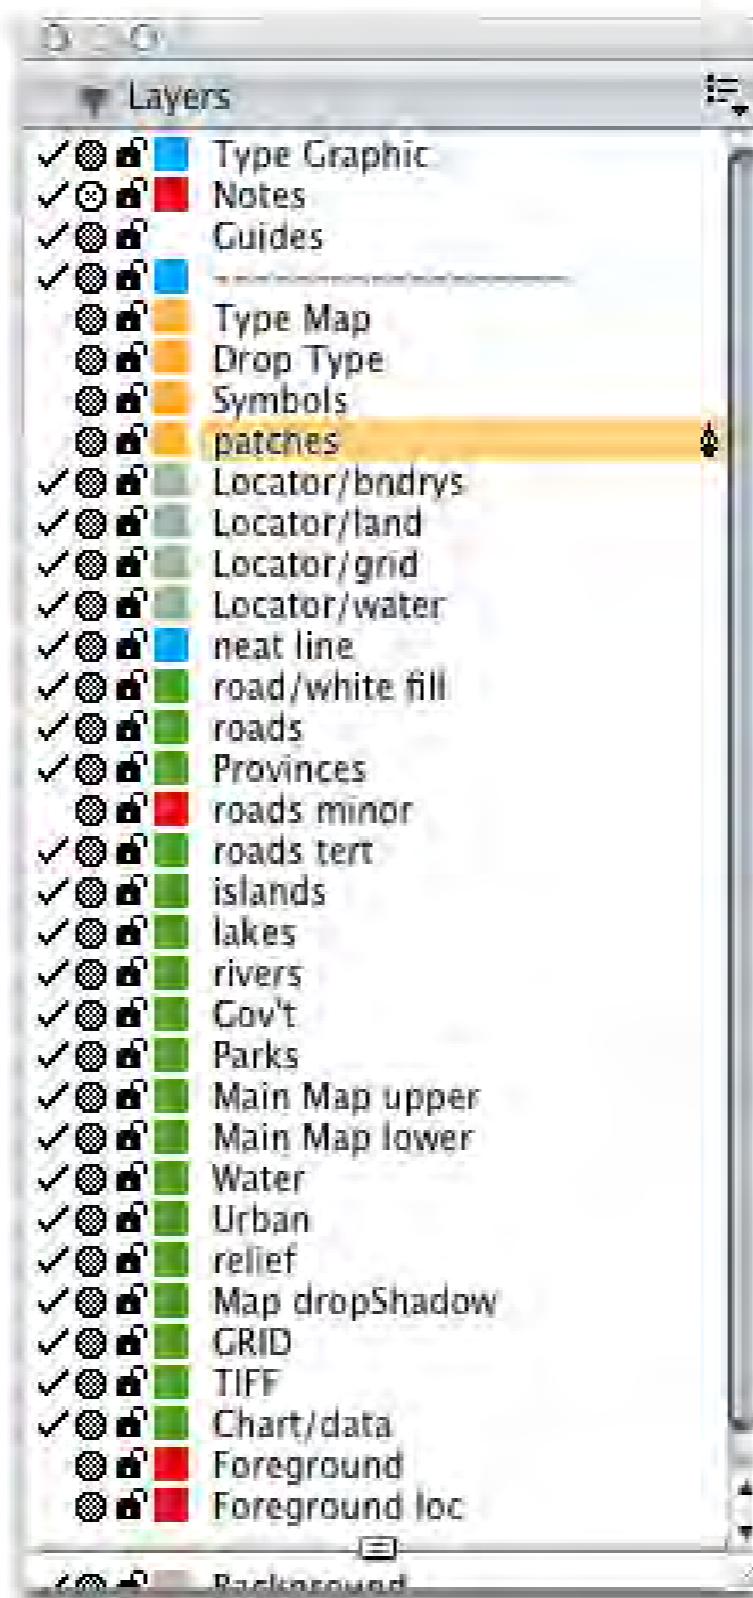 Layers
Type Graphic
Notes
Guides
--------------------------------
Type Map
Drop Type
Symbols
patches
Locator/bndrys
Locator/land
Locator/grid
Locator/water
neat line
road/white fill
roads
Provinces
roads minor
roads tert
islands
lakes
rivers
Gov't
Parks
Main Map upper
Main Map lower
Water
Urban
relief
Map dropShadow
GRID
TIFF
Chart/data
Foreground
Foreground loc
Background